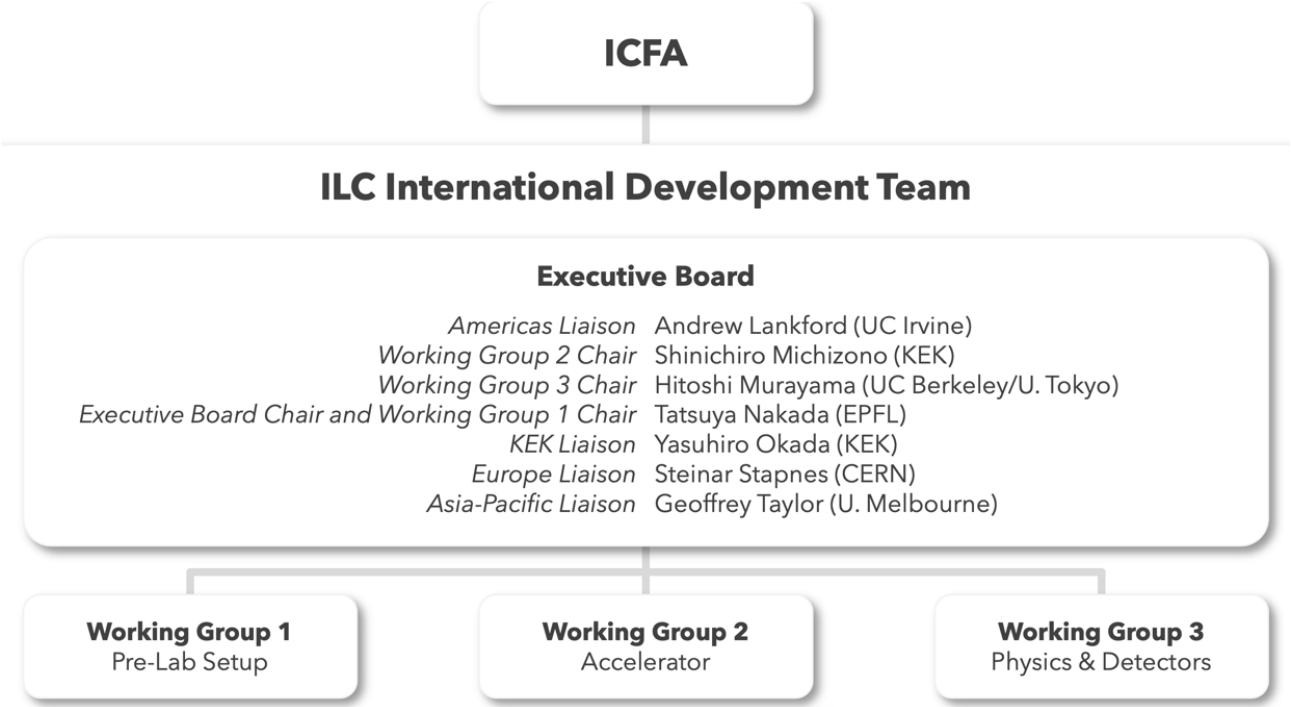 ICFA
ILC International Development Team
Executive Board
Americas Liaison Andrew Lankford (UC Irvine)
Working Group 2 Chair Shinichiro Michizono (KEK)
Working Group 3 Chair Hitoshi Murayama (UC Berkeley/U. Tokyo)
Executive Board Chair and Working Group 1 Chair Tatsuya Nakada (EPFL)
KEK Liaison Yasuhiro Okada (KEK)
Europe Liaison Steinar Stapnes (CERN)
Asia-Pacific Liaison Geoffrey Taylor (U. Melbourne)
Working Group 1
Pre-Lab Setup
Working Group 2
Accelerator
Working Group 3
Physics & Detectors